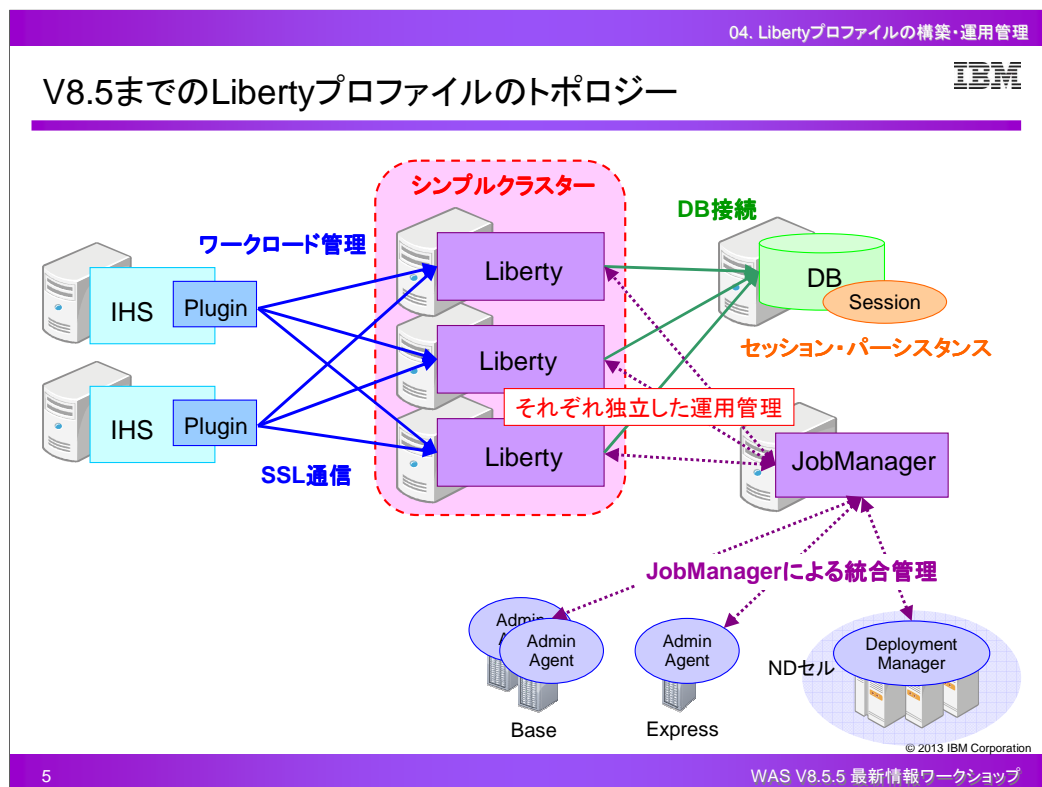 04. Libertyプロファイルの構築・運用管理
IBM
V8.5までのLibertyプロファイルのトポロジー
シンプルクラスター
DB接続
ワークロード管理
Liberty
DB
Session
IHS
Plugin
セッション・パーシスタンス
Liberty
それぞれ独立した運用管理
IHS
Plugin
Liberty
JobManager
SSL通信
JobManagerによる統合管理
Admin
Admin
Agent
Admin
Agent
Deployment
Manager
NDセル
Base
Express
© 2013 IBM Corporation
5
WAS V8.5.5 最新情報ワークショップ